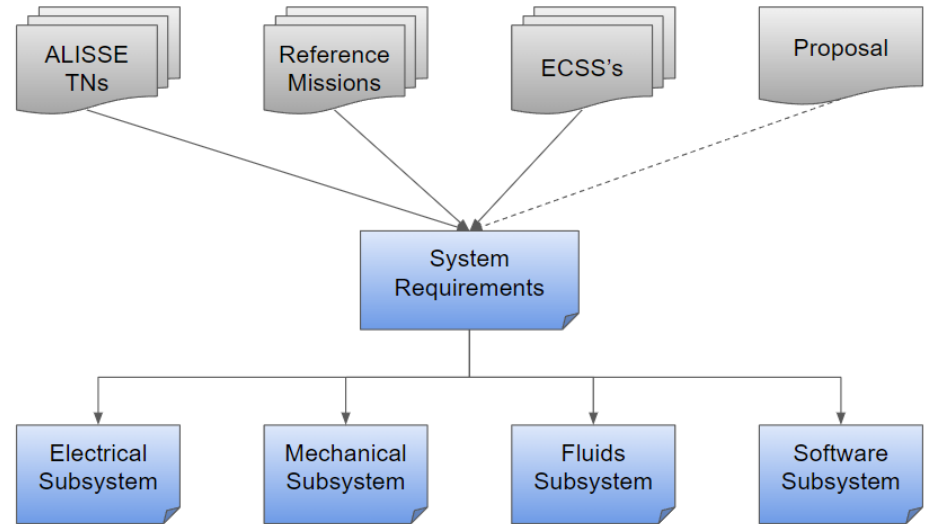 ALISSE
TNs
Reference
Missions
ECSS's
Proposal
System
Requirements
Electrical
Subsystem
Mechanical
Subsystem
Fluids
Subsystem
Software
Subsystem